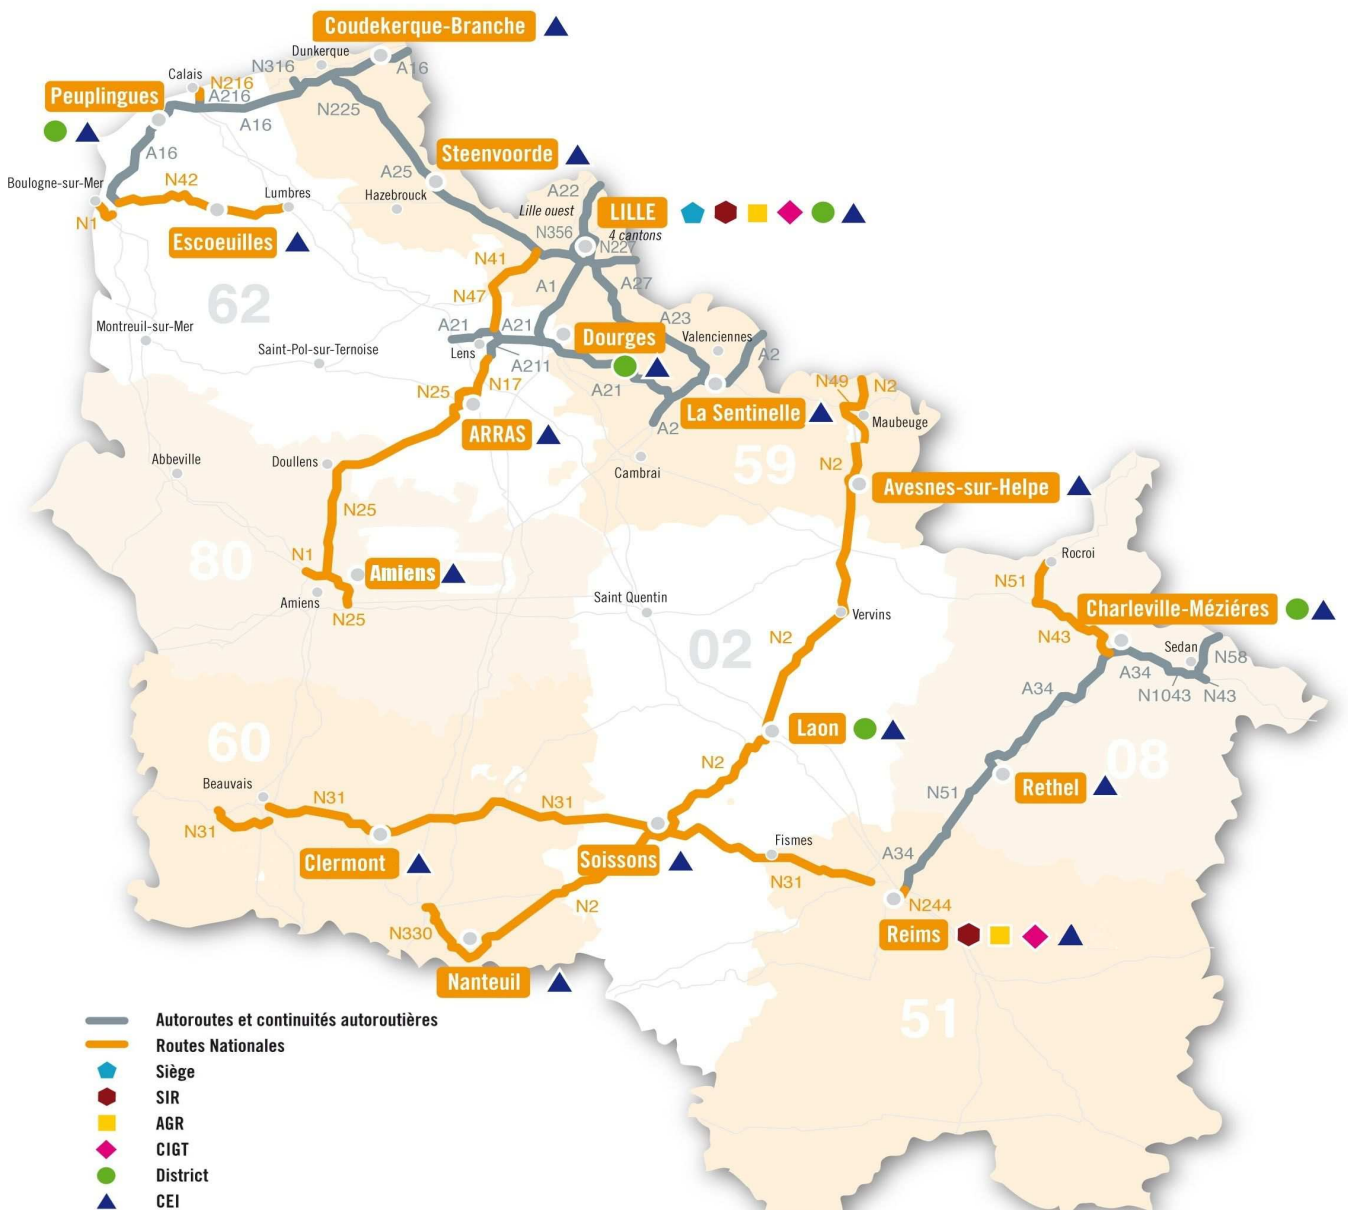 Coudekerque-Branche
Dunkerque
N316
A16
Calais
N216
A216
Peuplingues
A16
N225
A16
Steenvoorde
A25
Boulogne-sur-Mer
N42
Lumbres
Hazebrouck
A22
Lille ouest
LILLE
4 cantons
N1
N356
N227
Escoeuilles
N41
A1
A27
62
N47
A23
Montreuil-sur-Mer
A21
A21
Dourges
Valenciennes
Saint-Pol-sur-Ternoise
Lens
A211
A2
N25
N17
A21
N49
N2
La Sentinelle
Maubeuge
ARRAS
A2
Abbeville
Doullens
Cambrai
59
N2
Avesnes-sur-Helpe
N25
80
N1
Amiens
Rocroi
N51
Amiens
N25
Saint Quentin
Vervins
Charleville-Méziéres
N2
N43
02
Sedan
N58
A34
A34
N1043
N43
60
Laon
N2
08
Beauvais
N31
N31
N51
Rethel
N31
Fismes
Clermont
Soissons
A34
N31
N2
N244
N330
Reims
Nanteuil
51
Autoroutes et continuités autoroutières
Routes Nationales
Siège
SIR
AGR
CIGT
District
CEI